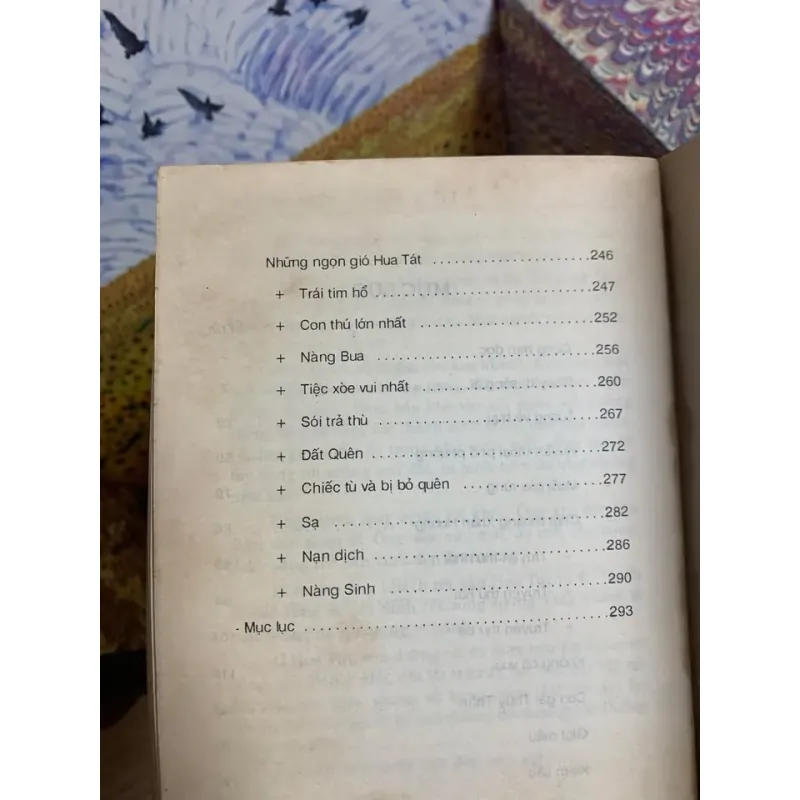 Những ngọn gió Hua Tát ........................246
+ Trái tim hổ ..................................247
+ Con thú lớn nhất ..........................252
+ Nàng Bua ...................................256
+ Tiệc xòe vui nhất ...........................260
+ Sói trả thù ..................................267
+ Đất Quên ...................................272
+ Chiếc tù và bị bỏ quên .....................277
+ Sạ ........................................282
+ Nạn dịch ...................................286
+ Nàng Sinh .................................290
- Mục lục ..............................................293